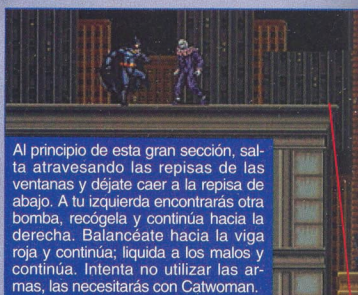 Al principio de esta gran sección, sal-
ta atravesando las repisas de las
ventanas y déjate caer a la repisa de
abajo. A tu izquierda encontrarás otra
bomba, recógela y continúa hacia la
derecha. Balancéate hacia la viga
roja y continúa; liquida a los malos y
continúa. Intenta no utilizar las ar-
mas, las necesitarás con Catwoman.